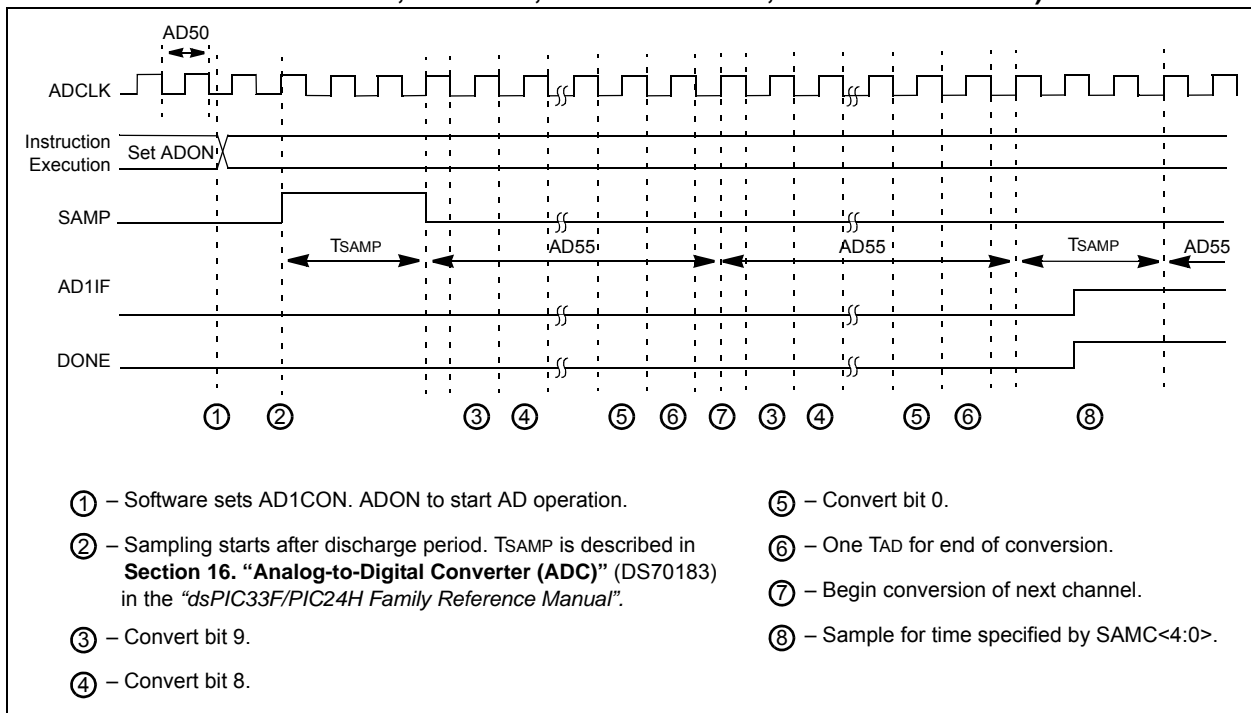 AD50
ADCLK
Instruction
Execution
Set ADON
SAMP
TSAMP
AD55
AD55
TSAMP
AD55
AD1IF
DONE
1 2 3 4 5 6 7 3 4 5 6 8
1 – Software sets AD1CON. ADON to start AD operation.
2 – Sampling starts after discharge period. TSAMP is described in
Section 16. “Analog-to-Digital Converter (ADC)” (DS70183)
in the “dsPIC33F/PIC24H Family Reference Manual”.
3 – Convert bit 9.
4 – Convert bit 8.
5 – Convert bit 0.
6 – One TAD for end of conversion.
7 – Begin conversion of next channel.
8 – Sample for time specified by SAMC<4:0>.